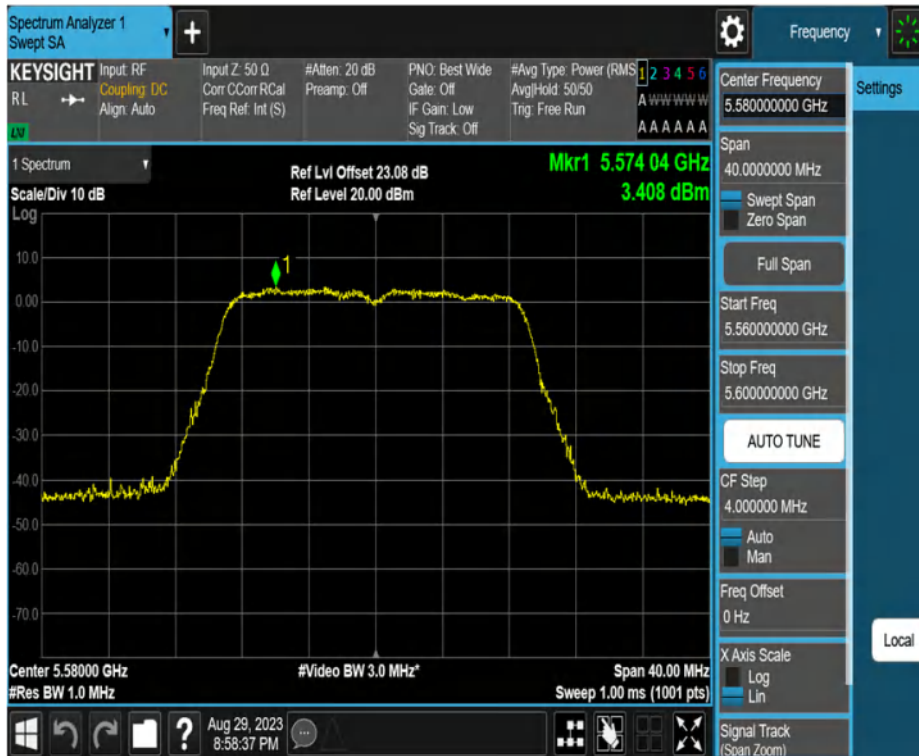 Spectrum Analyzer 1
Swept SA
Frequency
KEYSIGHT
RL
LXI
Input: RF
Coupling: DC
Align: Auto
Input Z: 50 Ω
Corr CCorr RCal
Freq Ref: Int (S)
#Atten: 20 dB
Preamp: Off
PNO: Best Wide
Gate: Off
IF Gain: Low
Sig Track: Off
#Avg Type: Power (RMS
Avg|Hold: 50/50
Trig: Free Run
1 2 3 4 5 6
A W W W W W
A A A A A A
1 Spectrum
Scale/Div 10 dB
Ref Lvl Offset 23.08 dB
Ref Level 20.00 dBm
Mkr1 5.574 04 GHz
3.408 dBm
Log
10.0
0.00
-10.0
-20.0
-30.0
-40.0
-50.0
-60.0
-70.0
1
Center 5.58000 GHz
#Res BW 1.0 MHz
#Video BW 3.0 MHz*
Span 40.00 MHz
Sweep 1.00 ms (1001 pts)
?
Aug 29, 2023
8:58:37 PM
Center Frequency
5.580000000 GHz
Span
40.0000000 MHz
Swept Span
Zero Span
Full Span
Start Freq
5.560000000 GHz
Stop Freq
5.600000000 GHz
AUTO TUNE
CF Step
4.000000 MHz
Auto
Man
Freq Offset
0 Hz
X Axis Scale
Log
Lin
Signal Track
(Span Zoom)
Settings
Local